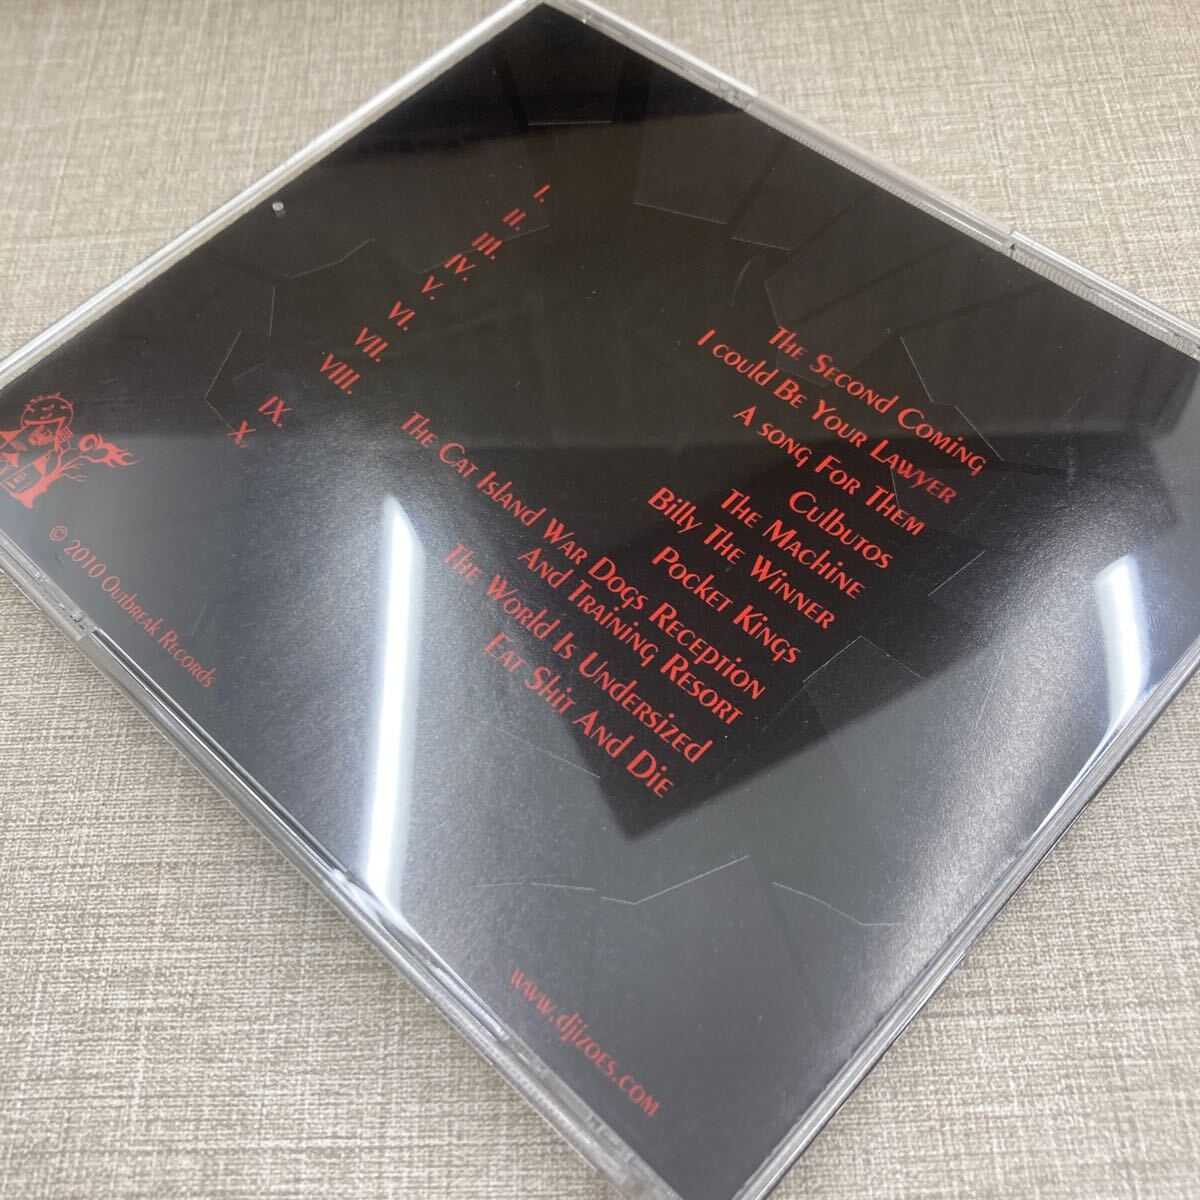 I. The Second Coming
II. I could Be Your Lawyer
III. A song For Them
IV. Culbutos
V. The Machine
VI. Billy The Winner
VII. Pocket Kings
VIII. The Cat Island War Dogs Reception
And Training Resort
IX. The World Is Undersized
X. Eat Shit And Die
© 2010 Outbreak Records
www.djizoes.com